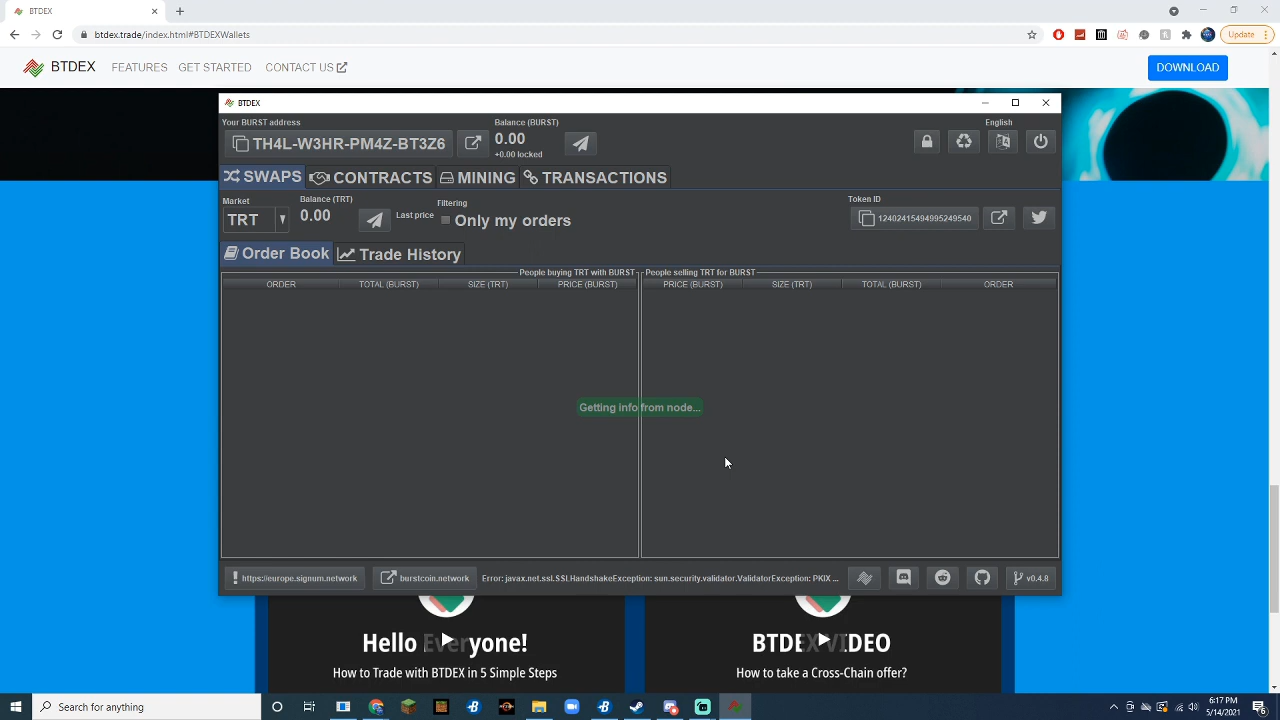 BTDEX
btdex.trade/index.html#BTDEXWallets
Update
BTDEX FEATURES GET STARTED CONTACT US DOWNLOAD
BTDEX
Your BURST address Balance (BURST) English
TH4L-W3HR-PM4Z-BT3Z6 0.00
+0.00 locked
SWAPS CONTRACTS MINING TRANSACTIONS
Market Balance (TRT) Filtering Token ID
TRT 0.00 Last price Only my orders 12402415494995249540
Order Book Trade History
People buying TRT with BURST People selling TRT for BURST
ORDER TOTAL (BURST) SIZE (TRT) PRICE (BURST) PRICE (BURST) SIZE (TRT) TOTAL (BURST) ORDER
Getting info from node...
https://europe.signum.network burstcoin.network Error: javax.net.ssl.SSLHandshakeException: sun.security.validator.ValidatorException: PKIX ... v0.4.8
Hello Everyone! BTDEX VIDEO
How to Trade with BTDEX in 5 Simple Steps How to take a Cross-Chain offer?
Search for anything
6:17 PM
5/14/2021